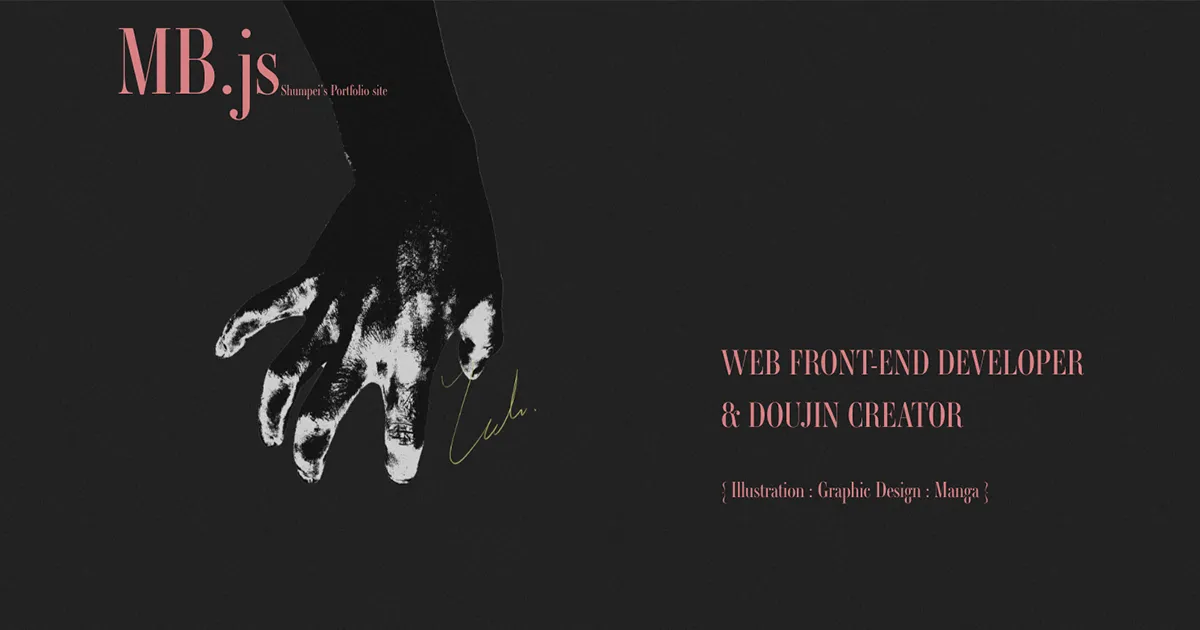 MB.js
Shumpei's Portfolio site
WEB FRONT-END DEVELOPER
& DOUJIN CREATOR
{ Illustration : Graphic Design : Manga }